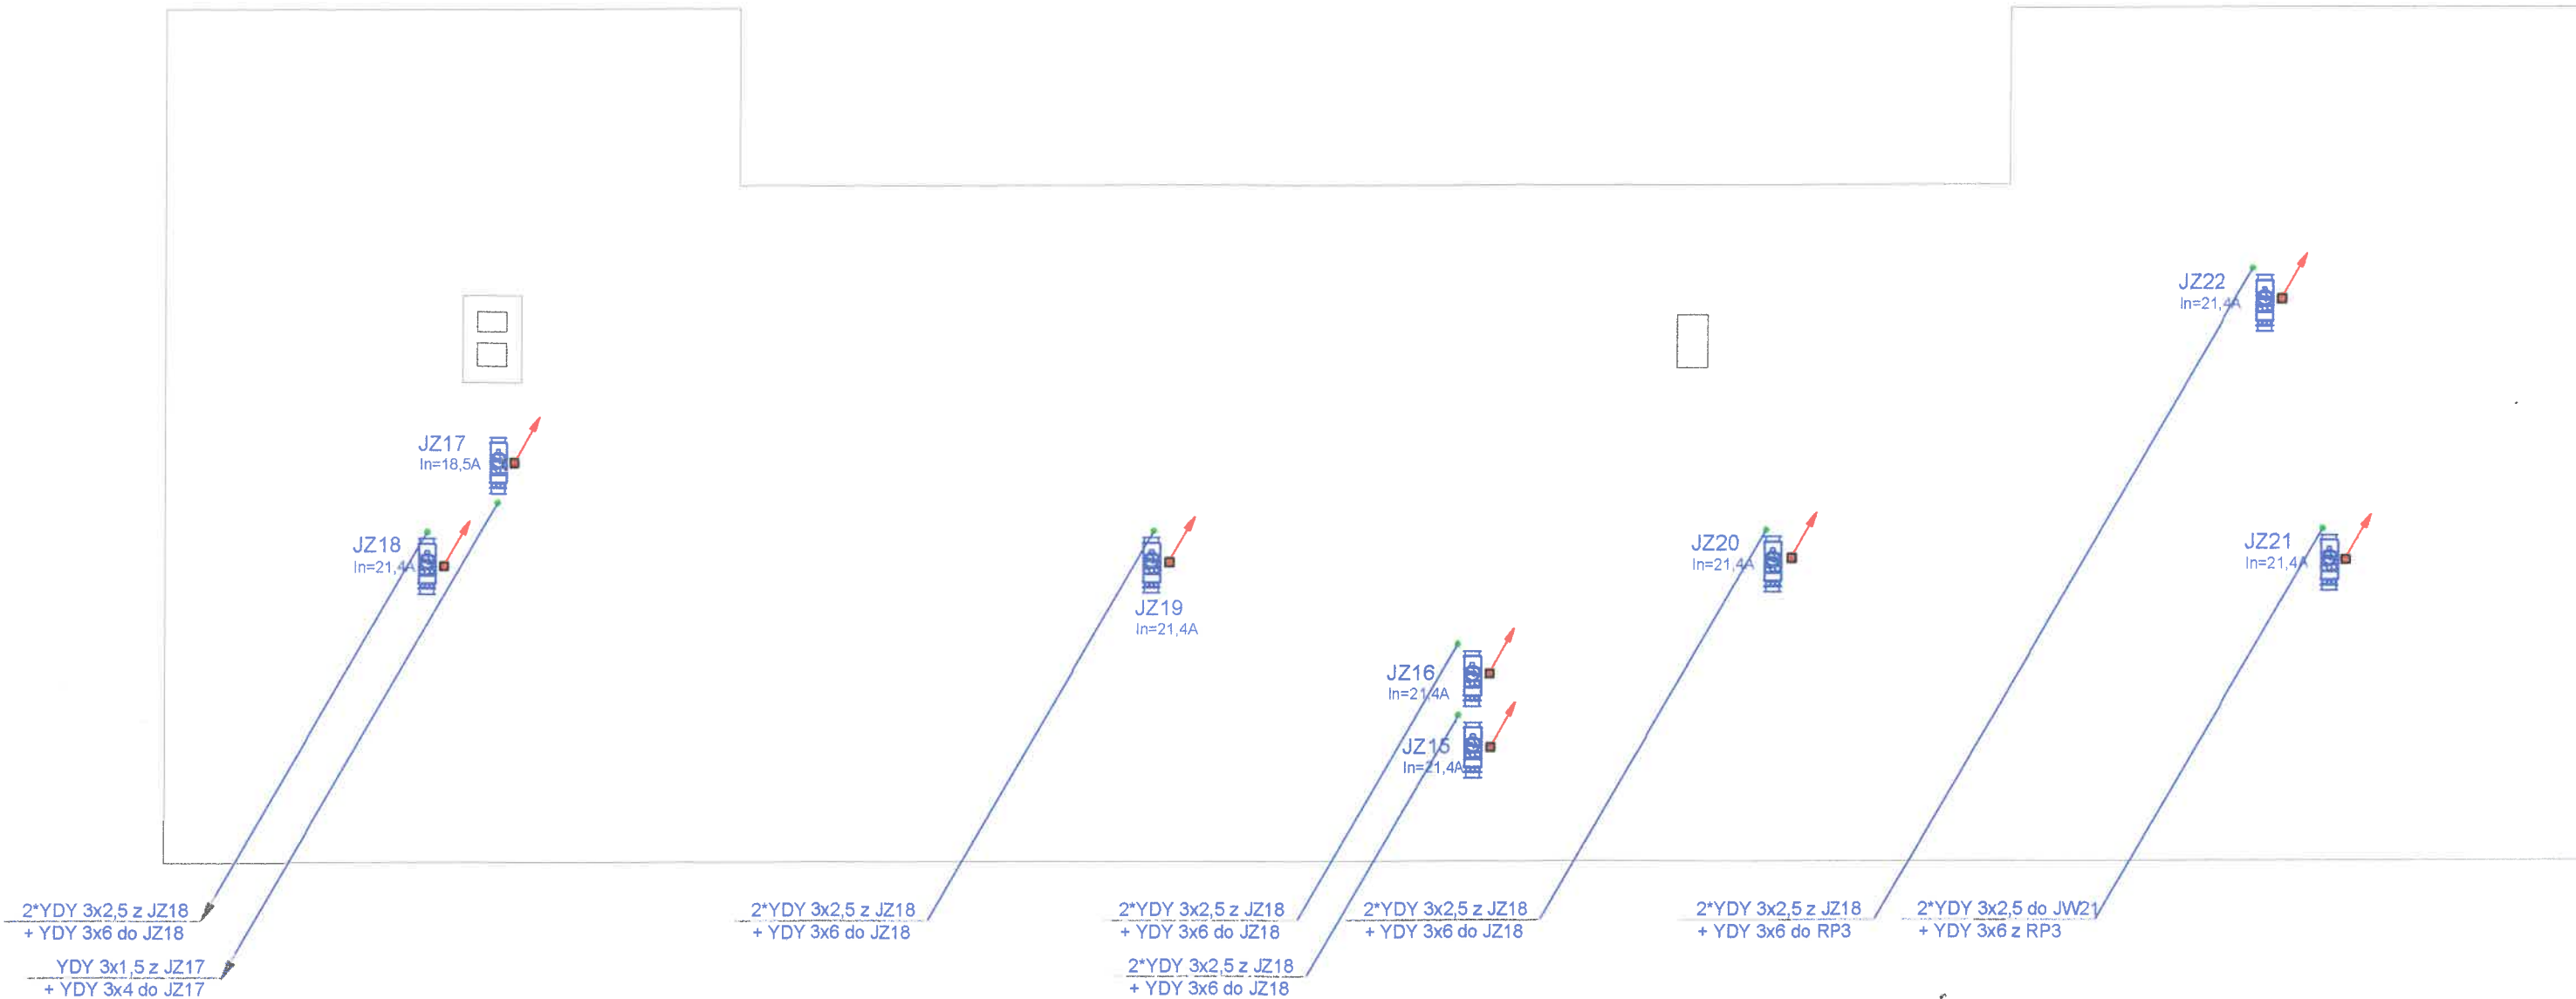 JZ22
In=21,4A
JZ17
In=18,5A
JZ18
In=21,4A
JZ19
In=21,4A
JZ20
In=21,4A
JZ21
In=21,4A
JZ16
In=21,4A
JZ15
In=21,4A
2*YDY 3x2,5 z JZ18
+ YDY 3x6 do JZ18
YDY 3x1,5 z JZ17
+ YDY 3x4 do JZ17
2*YDY 3x2,5 z JZ18
+ YDY 3x6 do JZ18
2*YDY 3x2,5 z JZ18
+ YDY 3x6 do JZ18
2*YDY 3x2,5 z JZ18
+ YDY 3x6 do JZ18
2*YDY 3x2,5 z JZ18
+ YDY 3x6 do JZ18
2*YDY 3x2,5 z JZ18
+ YDY 3x6 do RP3
2*YDY 3x2,5 do JW21
+ YDY 3x6 z RP3